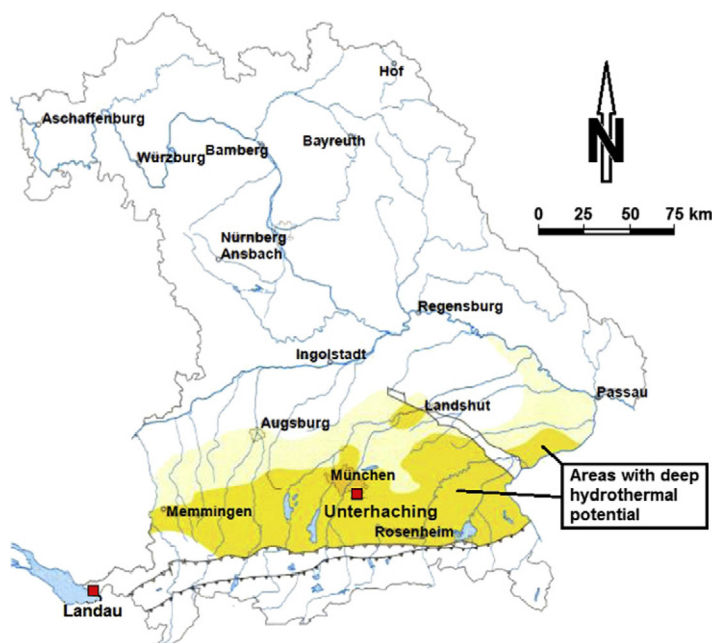 Hof
Aschaffenburg
Würzburg
Bamberg
Bayreuth
N
0 25 50 75 km
Nürnberg
Ansbach
Regensburg
Ingolstadt
Passau
Landshut
Augsburg
München
Areas with deep
hydrothermal
potential
Memmingen
Unterhaching
Rosenheim
Landau